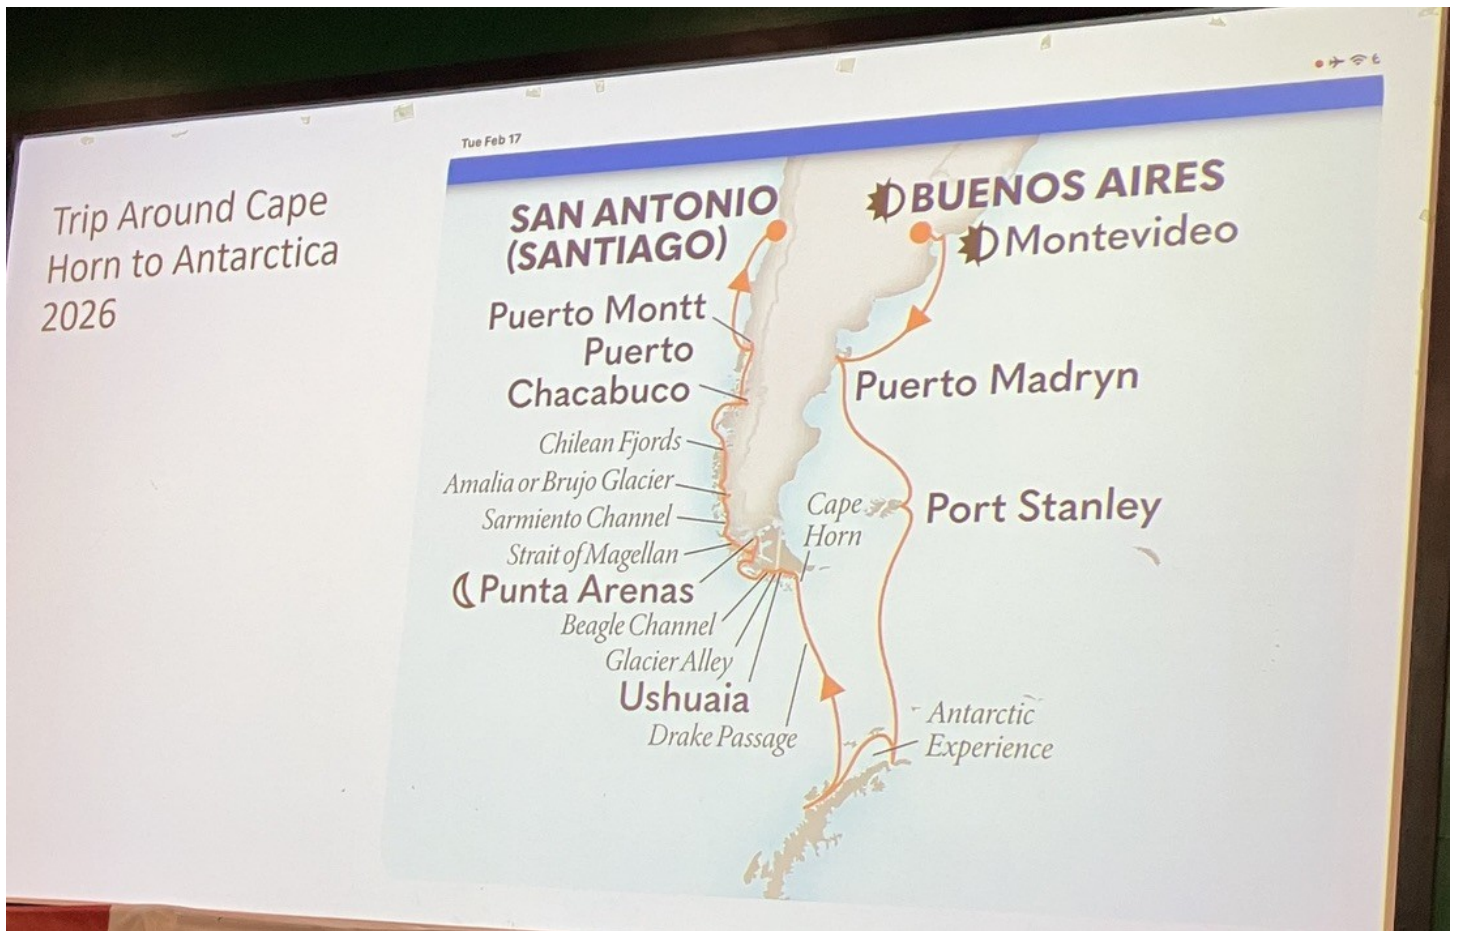 Tue Feb 17
Trip Around Cape
Horn to Antarctica
2026
SAN ANTONIO
(SANTIAGO)
BUENOS AIRES
Montevideo
Puerto Montt
Puerto
Chacabuco
Puerto Madryn
Chilean Fjords
Amalia or Brujo Glacier
Sarmiento Channel
Cape
Horn
Port Stanley
Strait of Magellan
Punta Arenas
Beagle Channel
Glacier Alley
Ushuaia
Drake Passage
Antarctic
Experience